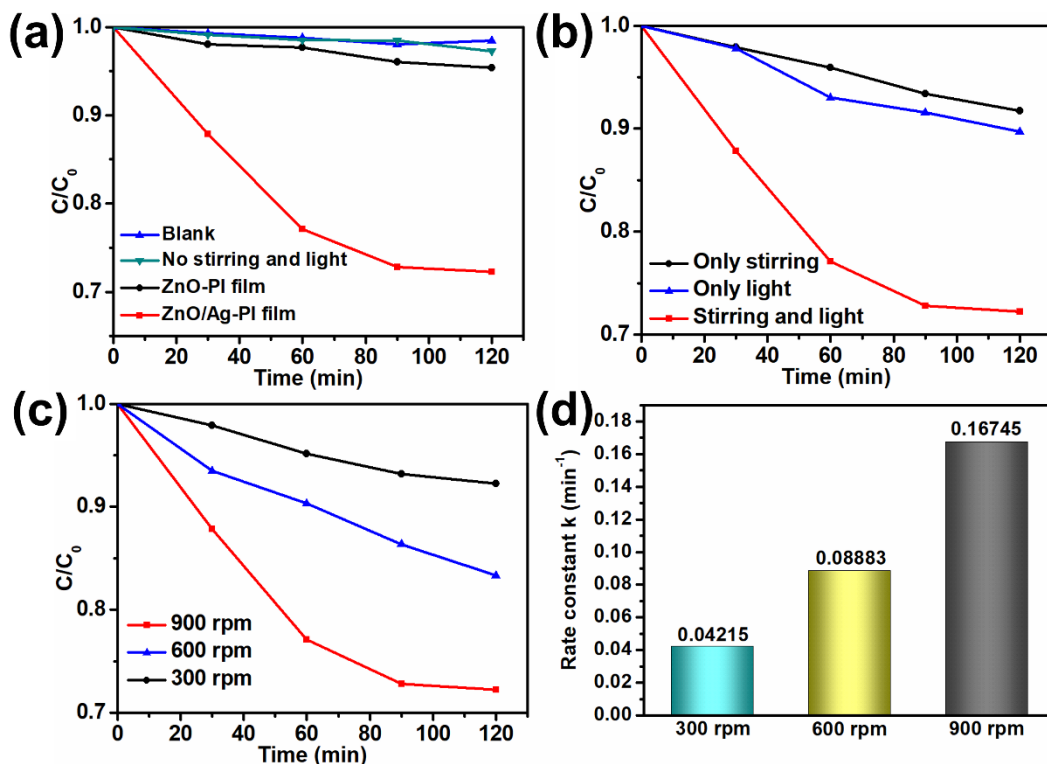 (a)
1.0
0.9
0.8
0.7
C/C0
Blank
No stirring and light
ZnO-PI film
ZnO/Ag-PI film
0 20 40 60 80 100 120
Time (min)
(b)
1.0
0.9
0.8
0.7
C/C0
Only stirring
Only light
Stirring and light
0 20 40 60 80 100 120
Time (min)
(c)
1.0
0.9
0.8
0.7
C/C0
900 rpm
600 rpm
300 rpm
0 20 40 60 80 100 120
Time (min)
(d)
0.18
0.16
0.14
0.12
0.10
0.08
0.06
0.04
0.02
0.00
Rate constant k (min-1)
0.04215
0.08883
0.16745
300 rpm 600 rpm 900 rpm